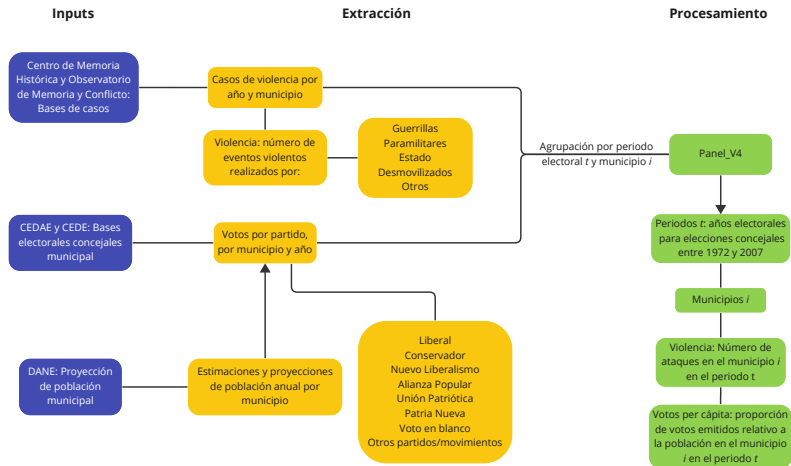 Inputs
Extracción
Procesamiento
Centro de Memoria
Histórica y Observatorio
de Memoria y Conflicto:
Bases de casos
Casos de violencia por
año y municipio
Violencia: número de
eventos violentos
realizados por:
Guerrillas
Paramilitares
Estado
Desmovilizados
Otros
Agrupación por periodo
electoral t y municipio i
Panel_V4
CEDAE y CEDE: Bases
electorales concejales
municipal
Votos por partido,
por municipio y año
Periodos t: años electorales
para elecciones concejales
entre 1972 y 2007
Municipios i
DANE: Proyección
de población
municipal
Estimaciones y proyecciones
de población anual por
municipio
Liberal
Conservador
Nuevo Liberalismo
Alianza Popular
Unión Patriótica
Patria Nueva
Voto en blanco
Otros partidos/movimientos
Violencia: Número de
ataques en el municipio i
en el periodo t
Votos per cápita: proporción
de votos emitidos relativo a
la población en el municipio
i en el periodo t